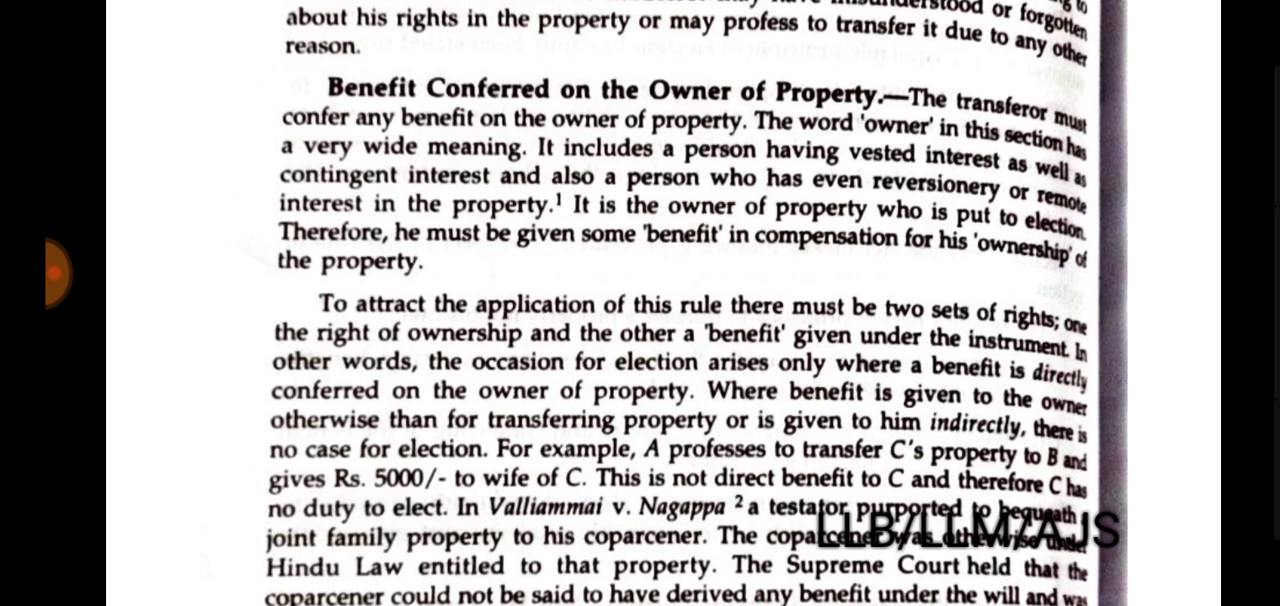 to
understood or forgotten
about his rights in the property or may profess to transfer it due to any other
reason.
Benefit Conferred on the Owner of Property.—The transferor must
confer any benefit on the owner of property. The word 'owner' in this section has
a very wide meaning. It includes a person having vested interest as well as
contingent interest and also a person who has even reversionery or remote
interest in the property.1 It is the owner of property who is put to election.
Therefore, he must be given some 'benefit' in compensation for his 'ownership' of
the property.
To attract the application of this rule there must be two sets of rights; one
the right of ownership and the other a 'benefit' given under the instrument. In
other words, the occasion for election arises only where a benefit is directly
conferred on the owner of property. Where benefit is given to the owner
otherwise than for transferring property or is given to him indirectly, there is
no case for election. For example, A professes to transfer C's property to B and
gives Rs. 5000/- to wife of C. This is not direct benefit to C and therefore C has
no duty to elect. In Valliammai v. Nagappa 2 a testator purported to bequeath
LLB/LLM/AJS
joint family property to his coparcener. The coparcener was otherwise under
Hindu Law entitled to that property. The Supreme Court held that the
coparcener could not be said to have derived any benefit under the will and was